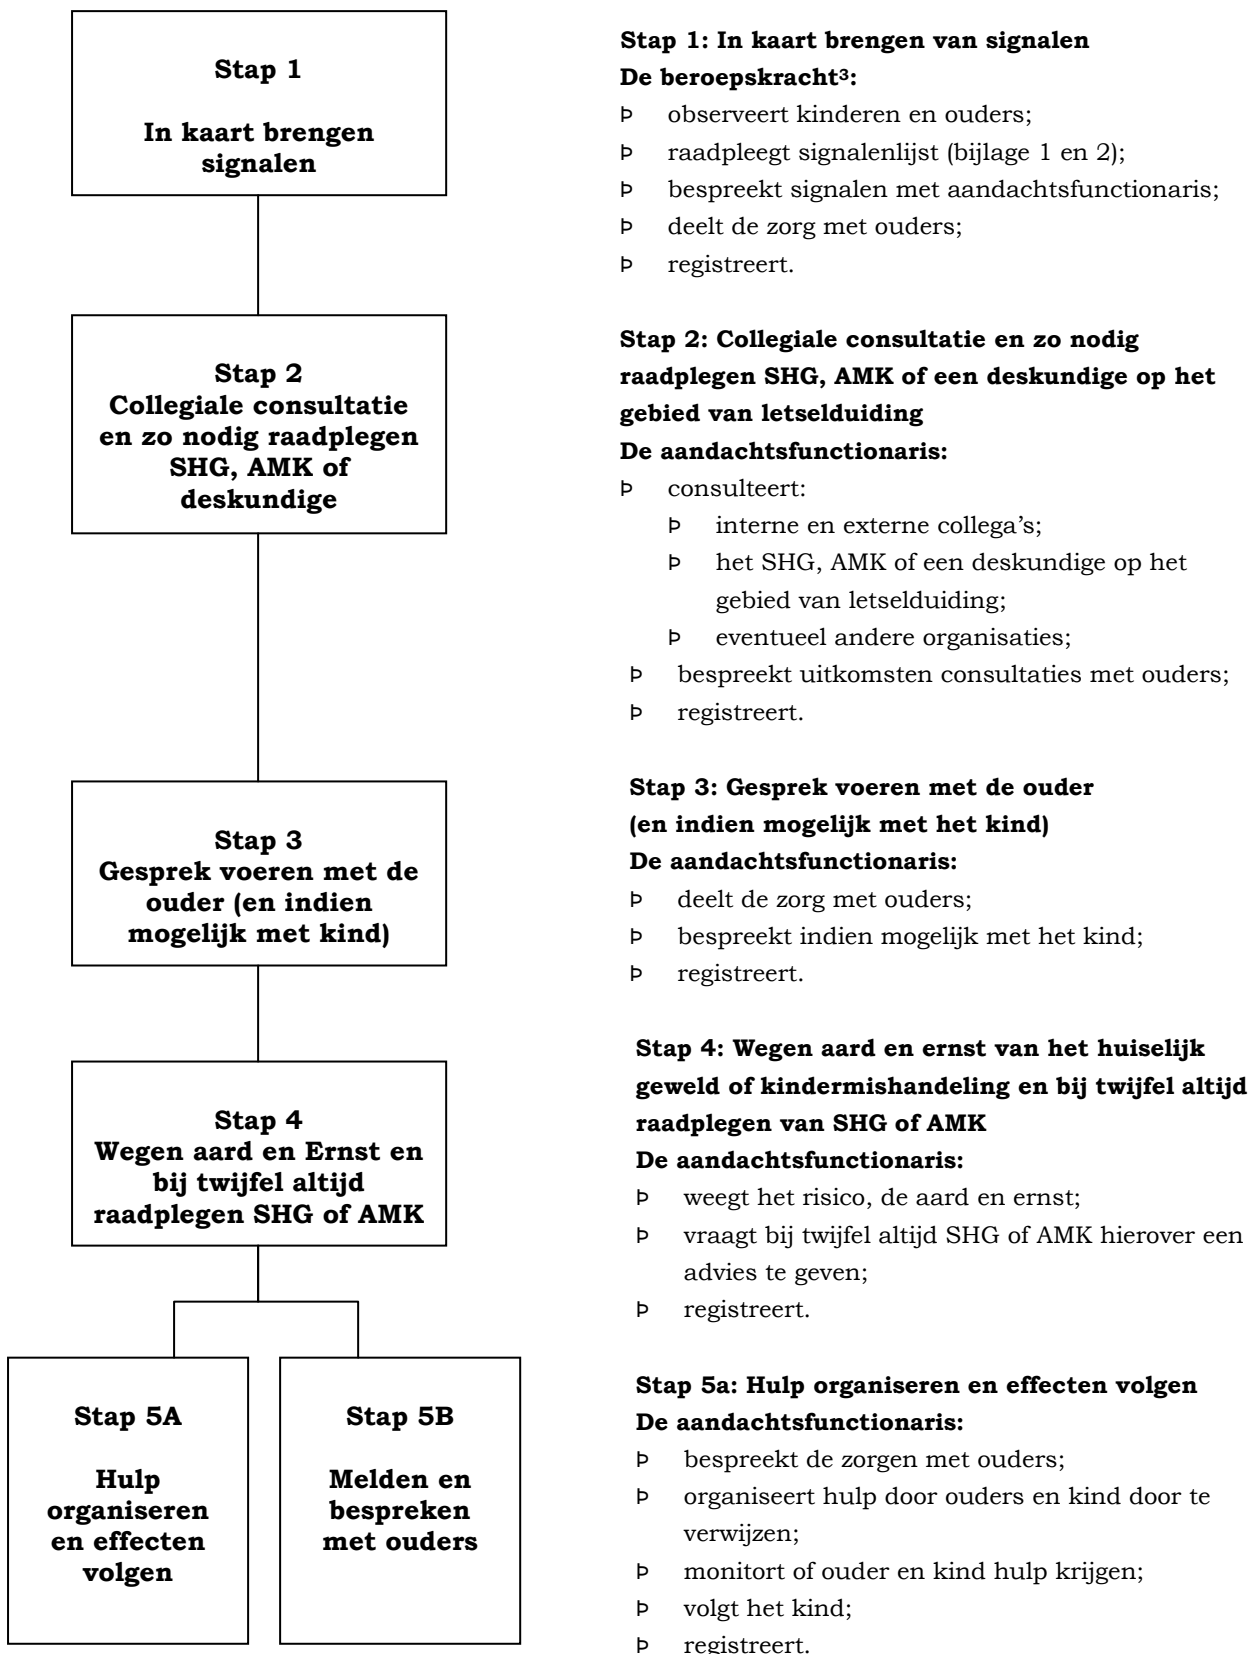 Stap 1
In kaart brengen
signalen
Stap 2
Collegiale consultatie
en zo nodig raadplegen
SHG, AMK of
deskundige
Stap 3
Gesprek voeren met de
ouder (en indien
mogelijk met kind)
Stap 4
Wegen aard en Ernst en
bij twijfel altijd
raadplegen SHG of AMK
Stap 5A
Hulp
organiseren
en effecten
volgen
Stap 5B
Melden en
bespreken
met ouders
Stap 1: In kaart brengen van signalen
De beroepskracht³:
Þ observeert kinderen en ouders;
Þ raadpleegt signalenlijst (bijlage 1 en 2);
Þ bespreekt signalen met aandachtsfunctionaris;
Þ deelt de zorg met ouders;
Þ registreert.
Stap 2: Collegiale consultatie en zo nodig
raadplegen SHG, AMK of een deskundige op het
gebied van letselduiding
De aandachtsfunctionaris:
Þ consulteert:
Þ interne en externe collega’s;
Þ het SHG, AMK of een deskundige op het
gebied van letselduiding;
Þ eventueel andere organisaties;
Þ bespreekt uitkomsten consultaties met ouders;
Þ registreert.
Stap 3: Gesprek voeren met de ouder
(en indien mogelijk met het kind)
De aandachtsfunctionaris:
Þ deelt de zorg met ouders;
Þ bespreekt indien mogelijk met het kind;
Þ registreert.
Stap 4: Wegen aard en ernst van het huiselijk
geweld of kindermishandeling en bij twijfel altijd
raadplegen van SHG of AMK
De aandachtsfunctionaris:
Þ weegt het risico, de aard en ernst;
Þ vraagt bij twijfel altijd SHG of AMK hierover een
advies te geven;
Þ registreert.
Stap 5a: Hulp organiseren en effecten volgen
De aandachtsfunctionaris:
Þ bespreekt de zorgen met ouders;
Þ organiseert hulp door ouders en kind door te
verwijzen;
Þ monitort of ouder en kind hulp krijgen;
Þ volgt het kind;
Þ registreert.